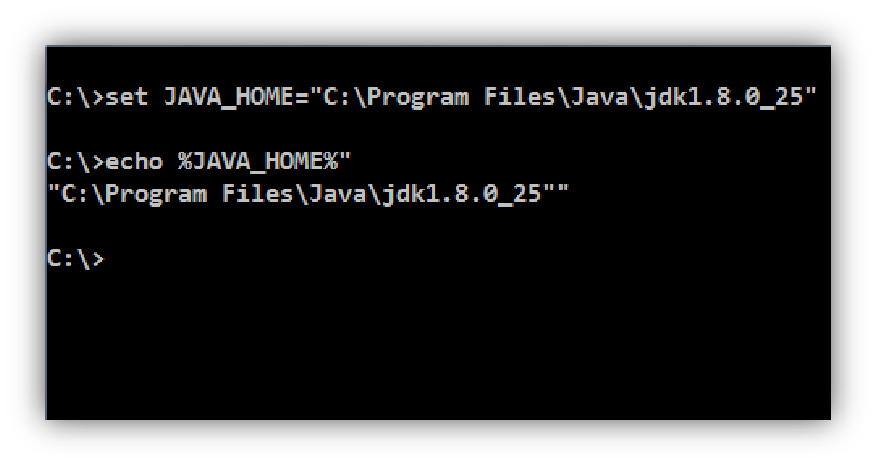 C:\>set JAVA_HOME="C:\Program Files\Java\jdk1.8.0_25"
C:\>echo %JAVA_HOME%"
"C:\Program Files\Java\jdk1.8.0_25""
C:\>